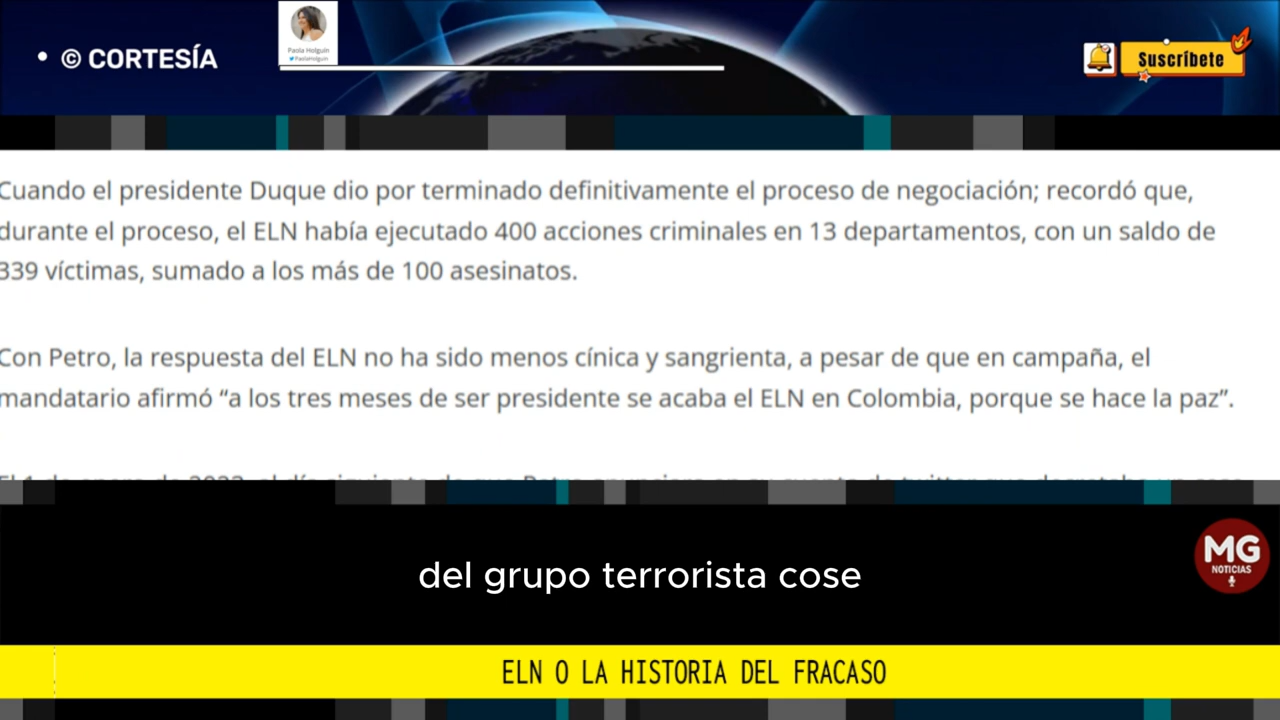 • © CORTESÍA
Paola Holguín
@PaolaHolguin
Suscríbete
Cuando el presidente Duque dio por terminado definitivamente el proceso de negociación; recordó que,
durante el proceso, el ELN había ejecutado 400 acciones criminales en 13 departamentos, con un saldo de
339 víctimas, sumado a los más de 100 asesinatos.
Con Petro, la respuesta del ELN no ha sido menos cínica y sangrienta, a pesar de que en campaña, el
mandatario afirmó “a los tres meses de ser presidente se acaba el ELN en Colombia, porque se hace la paz”.
MG
NOTICIAS
del grupo terrorista cose
ELN O LA HISTORIA DEL FRACASO